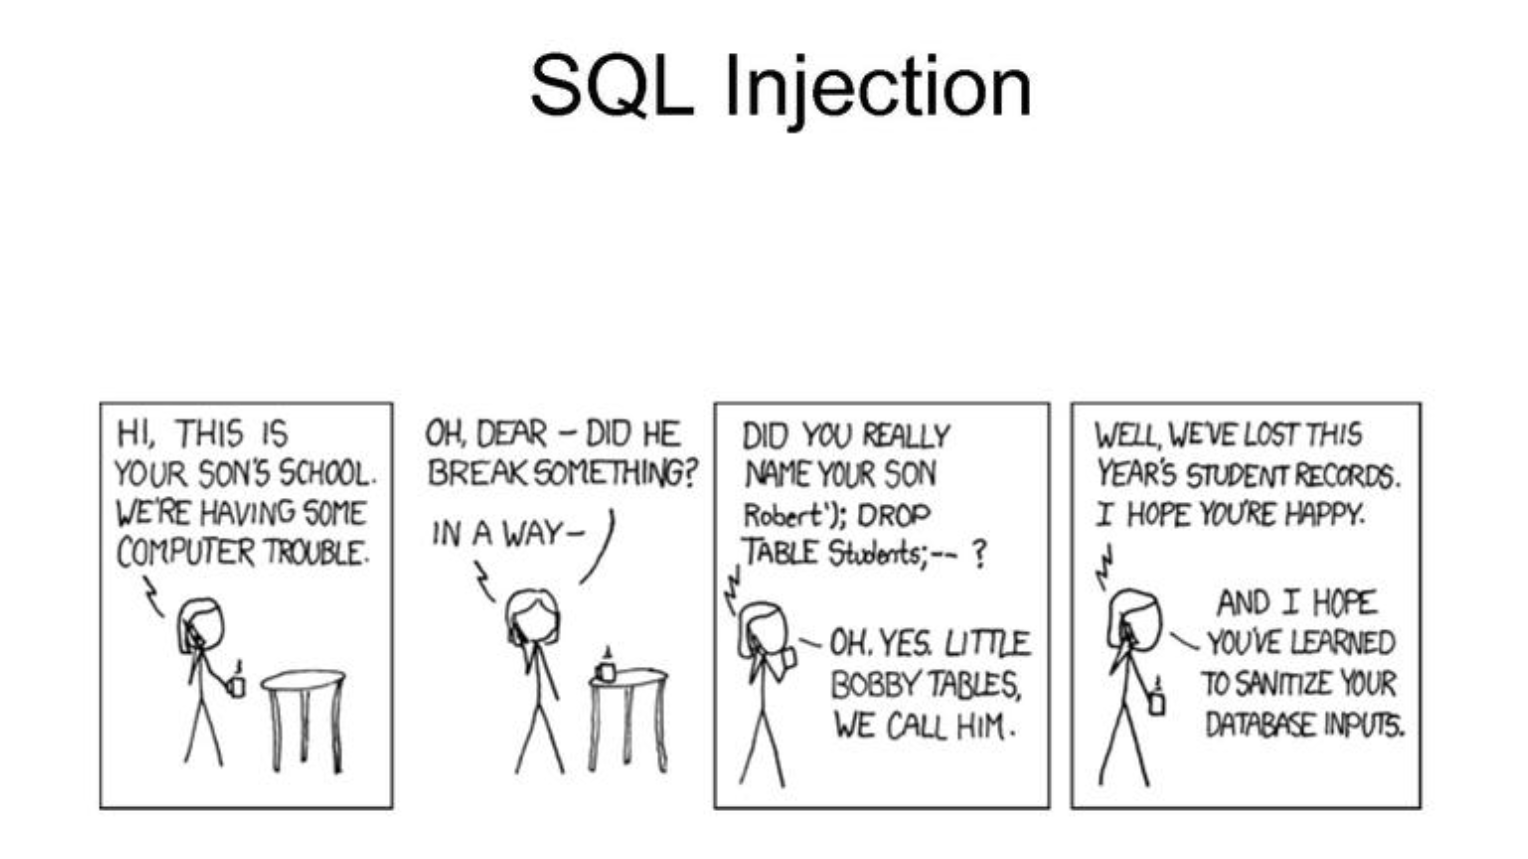 SQL Injection
HI, THIS IS
YOUR SON'S SCHOOL.
WE'RE HAVING SOME
COMPUTER TROUBLE.
OH, DEAR – DID HE
BREAK SOMETHING?
IN A WAY–
DID YOU REALLY
NAME YOUR SON
Robert'); DROP
TABLE Students;-- ?
OH. YES. LITTLE
BOBBY TABLES,
WE CALL HIM.
WELL, WE'VE LOST THIS
YEAR'S STUDENT RECORDS.
I HOPE YOU'RE HAPPY.
AND I HOPE
YOU'VE LEARNED
TO SANITIZE YOUR
DATABASE INPUTS.